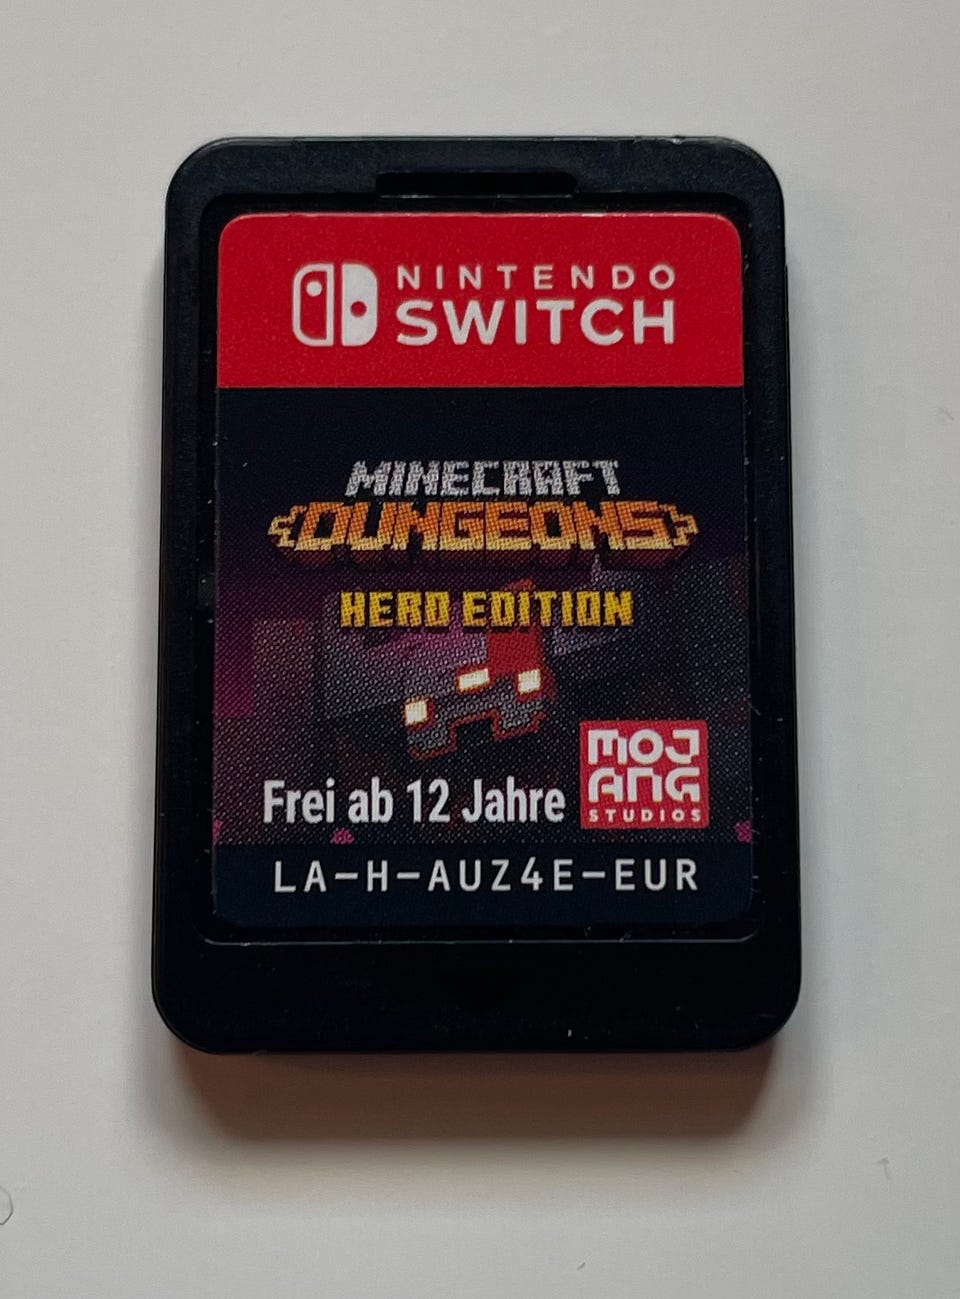 NINTENDO
SWITCH
MINECRAFT
DUNGEONS
HERO EDITION
Frei ab 12 Jahre
MOJ
ANG
STUDIOS
LA-H-AUZ4E-EUR